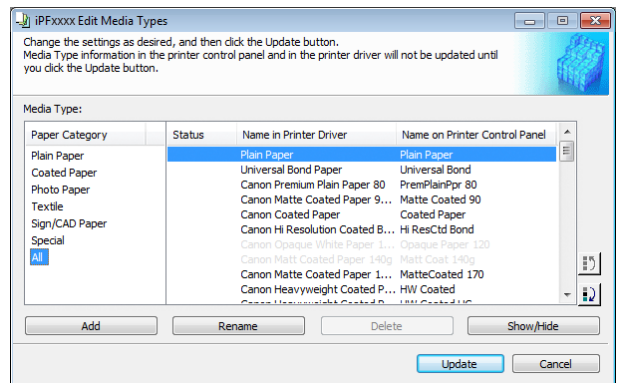 iPFxxxx Edit Media Types
Change the settings as desired, and then click the Update button.
Media Type information in the printer control panel and in the printer driver will not be updated until
you click the Update button.
Media Type:
Paper Category Status Name in Printer Driver Name on Printer Control Panel
Plain Paper Plain Paper Plain Paper
Coated Paper Universal Bond Paper Universal Bond
Photo Paper Canon Premium Plain Paper 80 PremPlainPpr 80
Textile Canon Matte Coated Paper 9... Matte Coated 90
Sign/CAD Paper Canon Coated Paper Coated Paper
Special Canon Hi Resolution Coated B... Hi ResCtd Bond
All Canon Opaque White Paper 1... Opaque Paper 120
Canon Matt Coated Paper 140g Matt Coat 140g
Canon Matte Coated Paper 1... MatteCoated 170
Canon Heavyweight Coated P... HW Coated
Add Rename Delete Show/Hide
Update Cancel